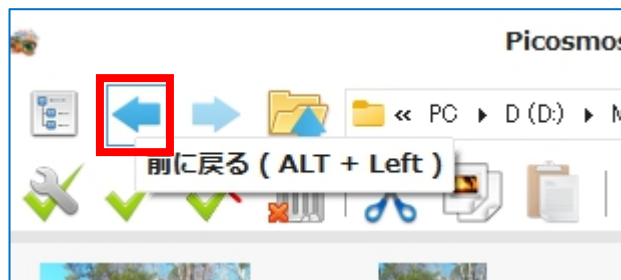 Picosmos
« PC ▸ D (D:) ▸
前に戻る ( ALT + Left )